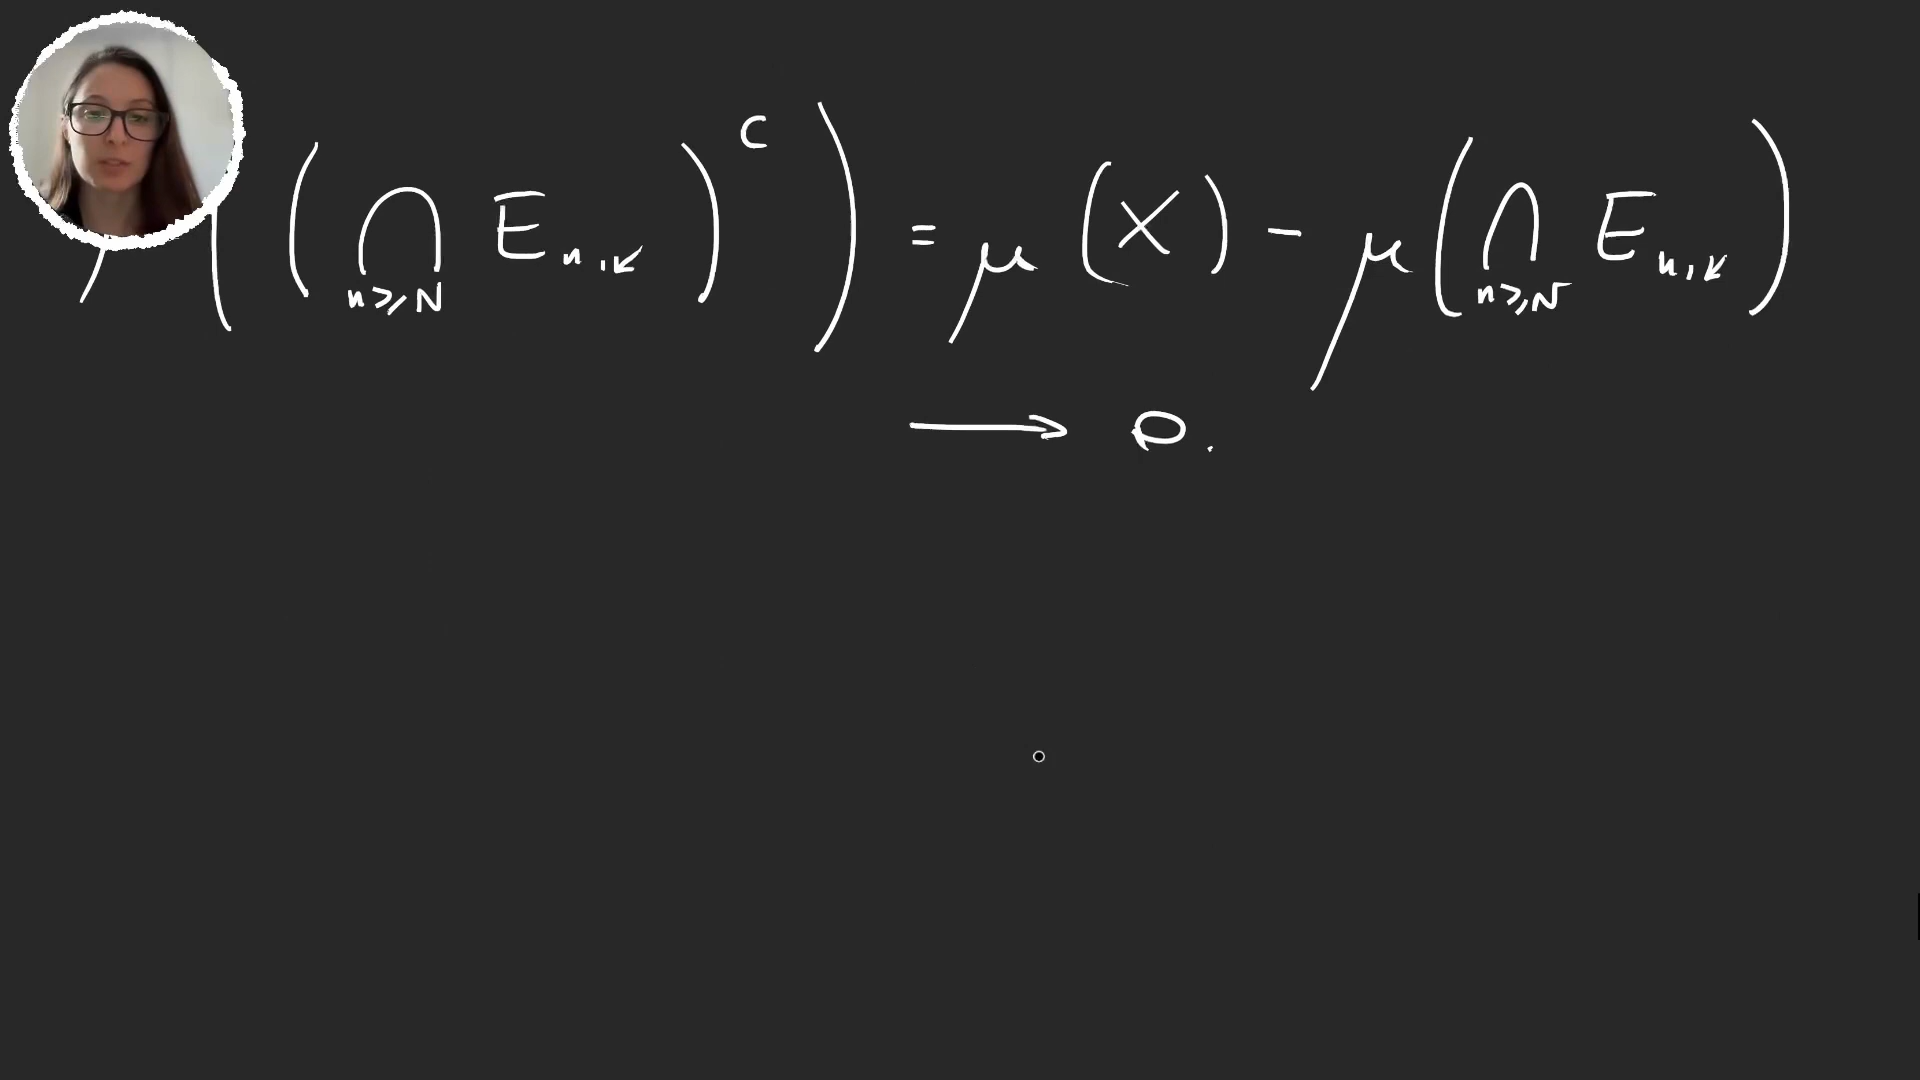 μ((⋂_{n≥N} E_{n,k})^c) = μ(X) - μ(⋂_{n≥N} E_{n,k})
⟶ 0.